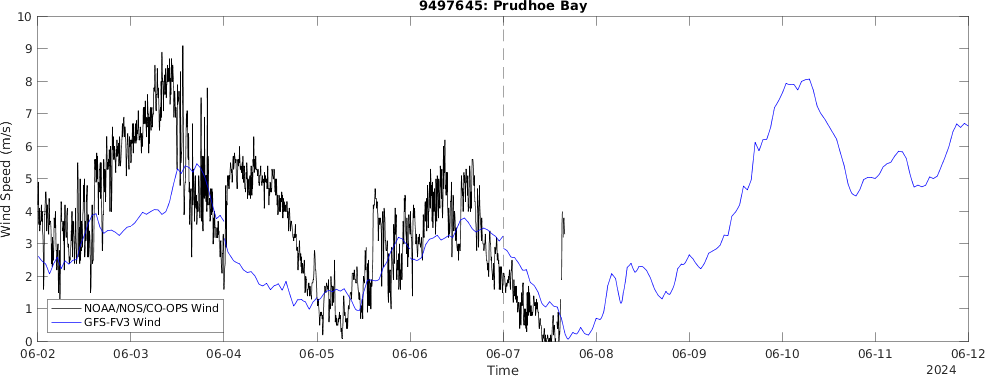 9497645: Prudhoe Bay
10
9
8
7
6
5
4
3
2
1
0
Wind Speed (m/s)
NOAA/NOS/CO-OPS Wind
GFS-FV3 Wind
06-02 06-03 06-04 06-05 06-06 06-07 06-08 06-09 06-10 06-11 06-12
Time
2024